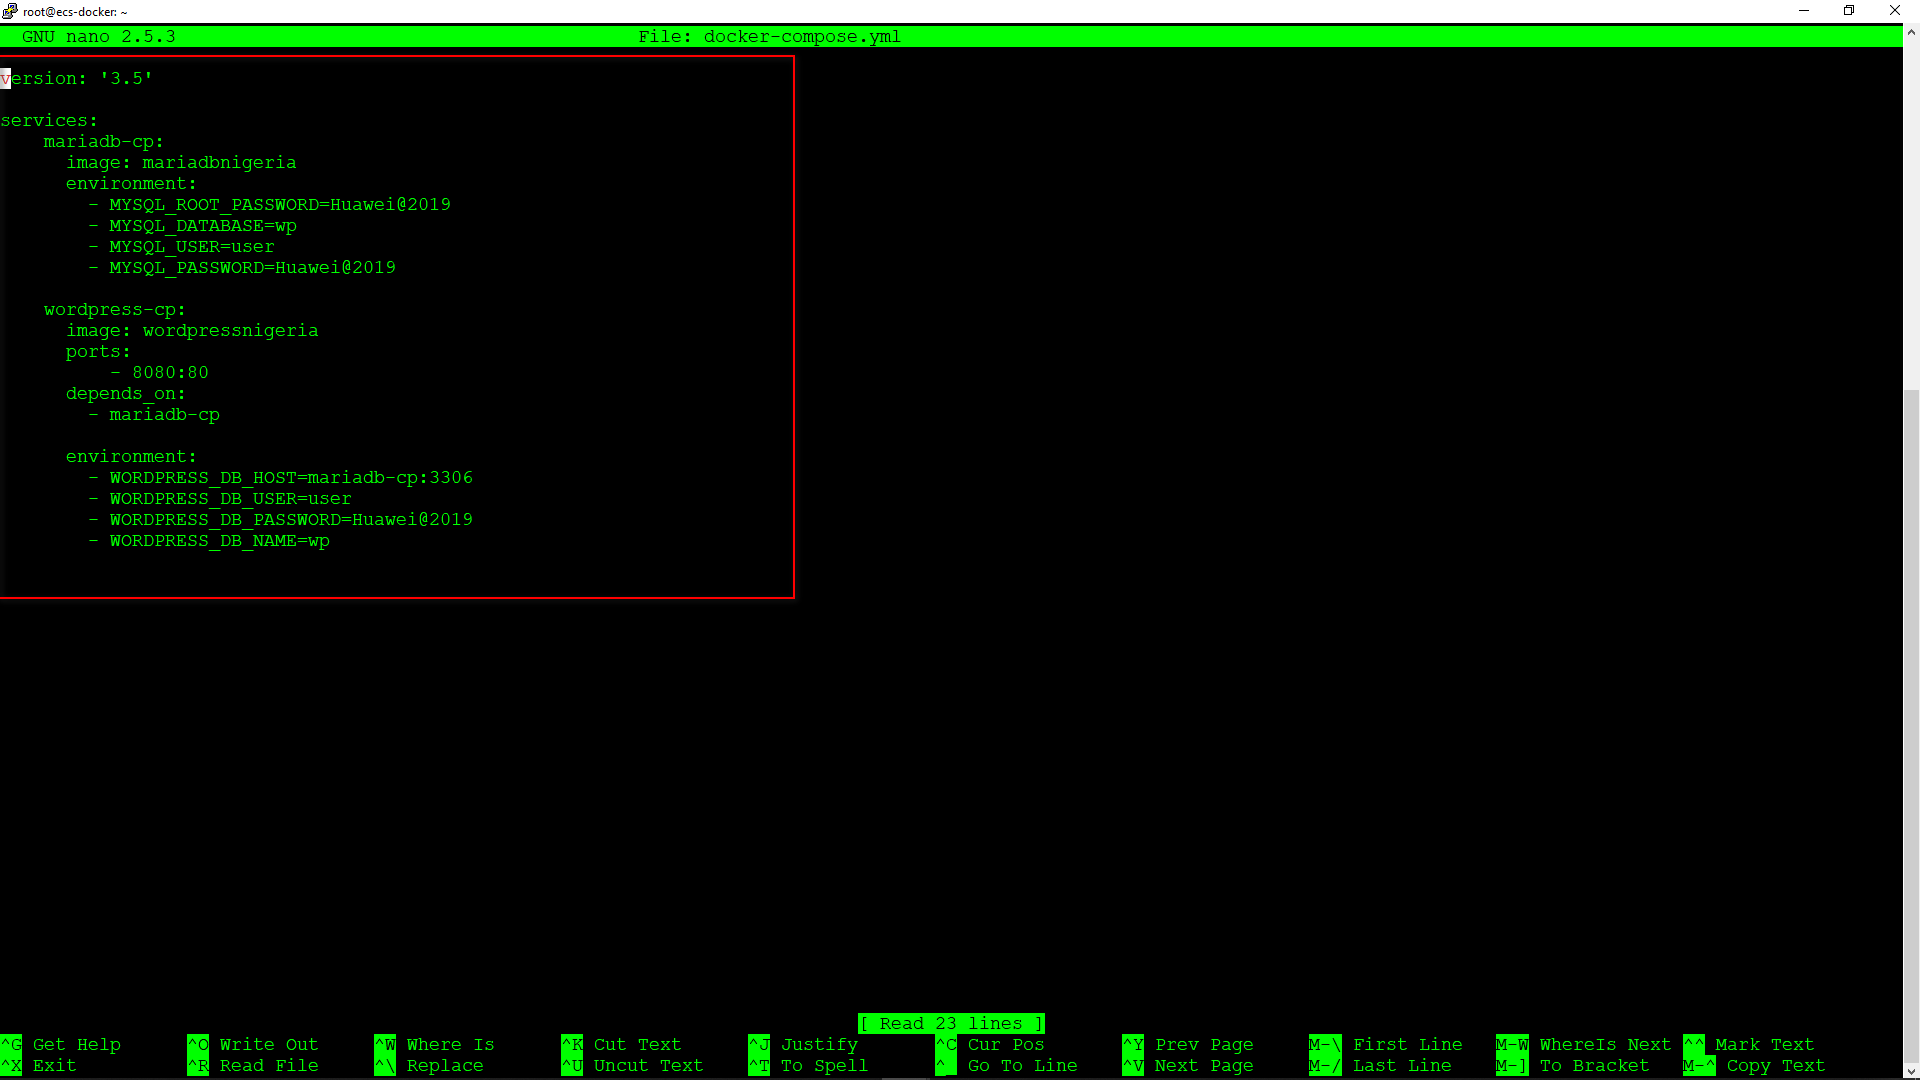 root@ecs-docker: ~
GNU nano 2.5.3 File: docker-compose.yml
version: '3.5'
services:
mariadb-cp:
image: mariadbnigeria
environment:
- MYSQL_ROOT_PASSWORD=Huawei@2019
- MYSQL_DATABASE=wp
- MYSQL_USER=user
- MYSQL_PASSWORD=Huawei@2019
wordpress-cp:
image: wordpressnigeria
ports:
- 8080:80
depends_on:
- mariadb-cp
environment:
- WORDPRESS_DB_HOST=mariadb-cp:3306
- WORDPRESS_DB_USER=user
- WORDPRESS_DB_PASSWORD=Huawei@2019
- WORDPRESS_DB_NAME=wp
[ Read 23 lines ]
^G Get Help ^O Write Out ^W Where Is ^K Cut Text ^J Justify ^C Cur Pos ^Y Prev Page M-\ First Line M-W WhereIs Next ^^ Mark Text
^X Exit ^R Read File ^\ Replace ^U Uncut Text ^T To Spell ^_ Go To Line ^V Next Page M-/ Last Line M-] To Bracket M-^ Copy Text